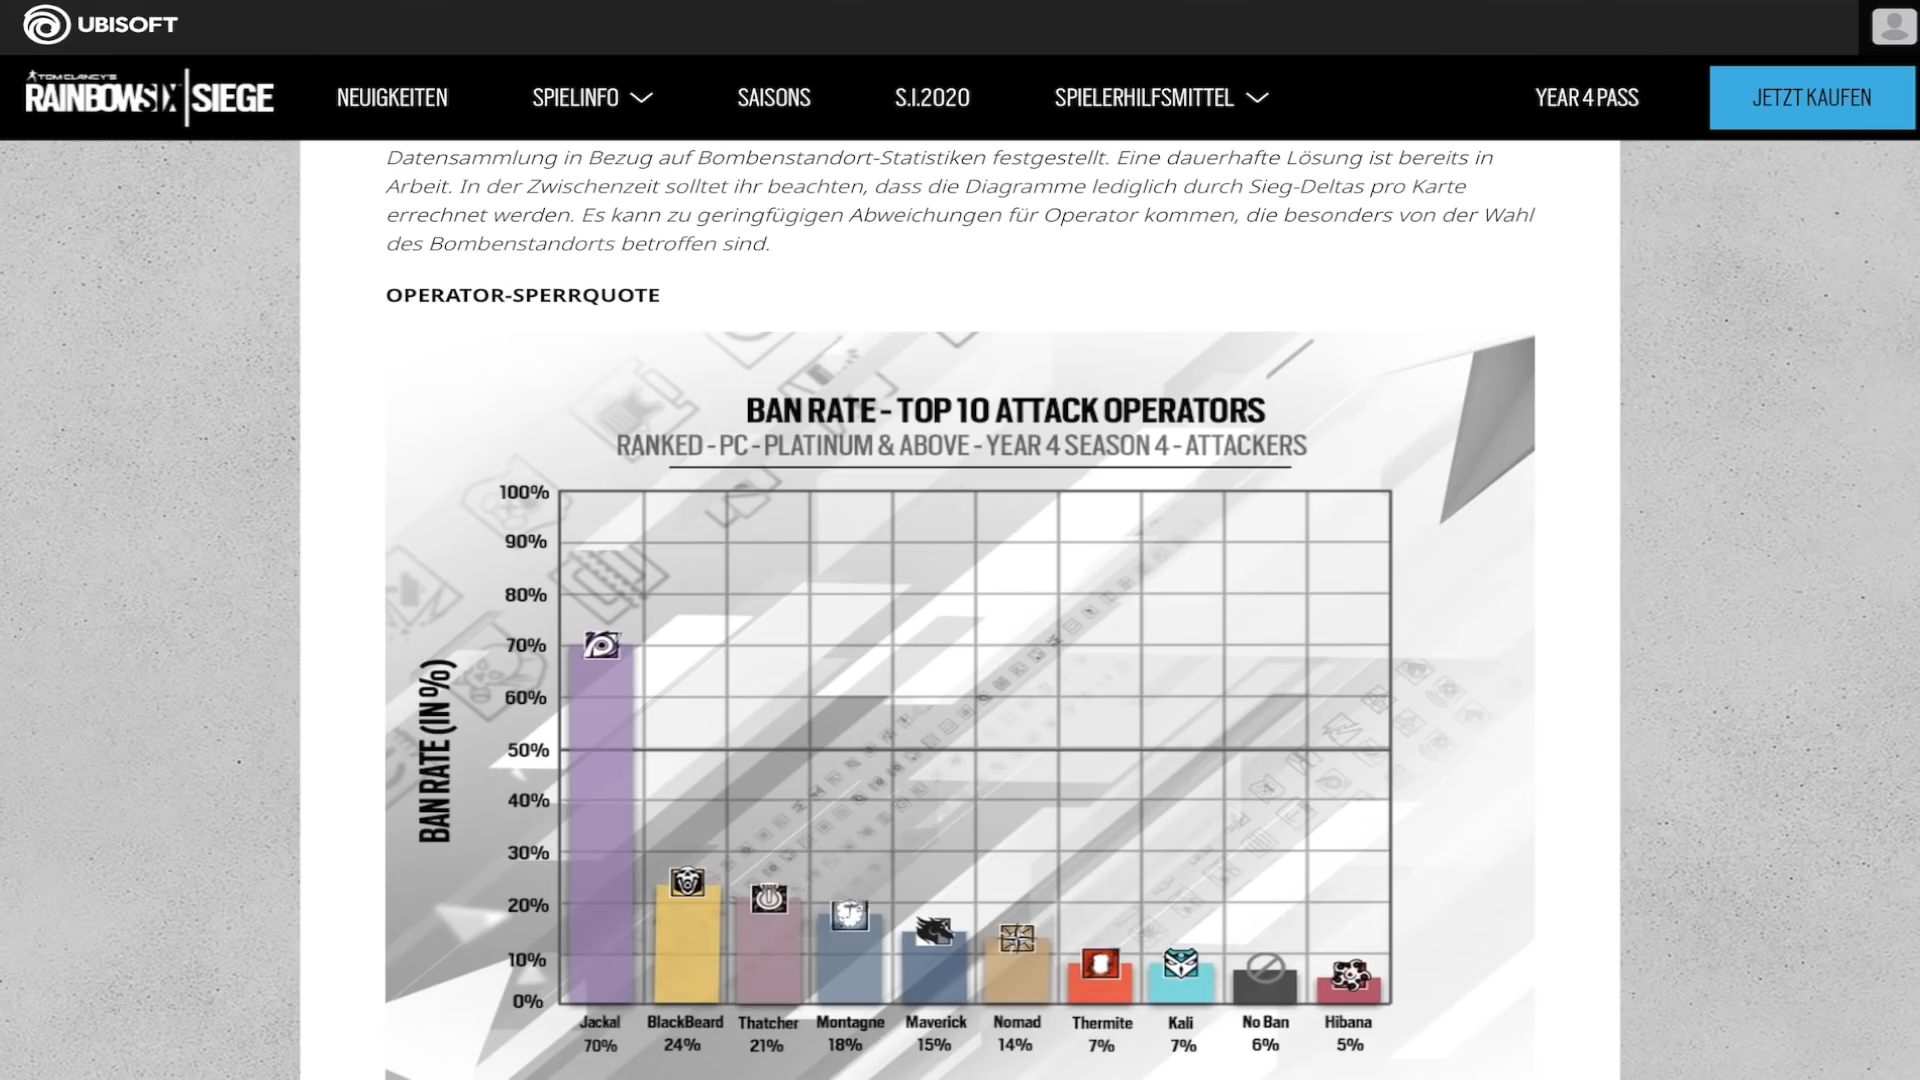 UBISOFT
TOM CLANCY'S
RAINBOWSIX | SIEGE
NEUIGKEITEN
SPIELINFO
SAISONS
S.I.2020
SPIELERHILFSMITTEL
YEAR 4 PASS
JETZT KAUFEN
Datensammlung in Bezug auf Bombenstandort-Statistiken festgestellt. Eine dauerhafte Lösung ist bereits in
Arbeit. In der Zwischenzeit solltet ihr beachten, dass die Diagramme lediglich durch Sieg-Deltas pro Karte
errechnet werden. Es kann zu geringfügigen Abweichungen für Operator kommen, die besonders von der Wahl
des Bombenstandorts betroffen sind.
OPERATOR-SPERRQUOTE
BAN RATE - TOP 10 ATTACK OPERATORS
RANKED - PC - PLATINUM & ABOVE - YEAR 4 SEASON 4 - ATTACKERS
BAN RATE (IN %)
100%
90%
80%
70%
60%
50%
40%
30%
20%
10%
0%
Jackal
70%
BlackBeard
24%
Thatcher
21%
Montagne
18%
Maverick
15%
Nomad
14%
Thermite
7%
Kali
7%
No Ban
6%
Hibana
5%